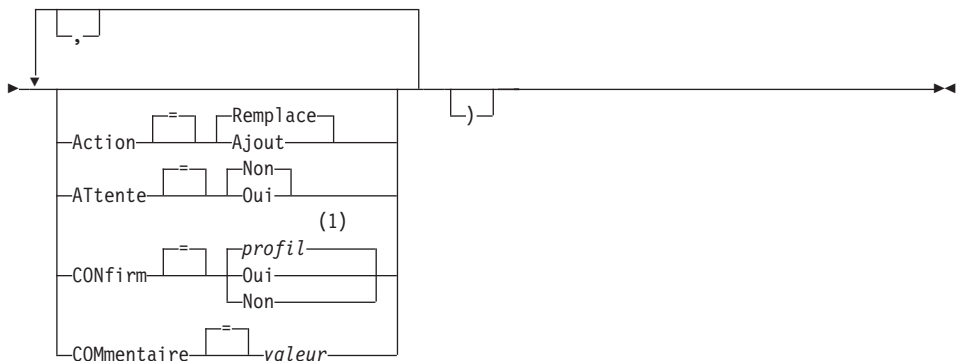 ,
)
= Remplace
Action Ajout
= Non
ATtente Oui
(1)
= profil
CONfirm Oui
Non
=
COMmentaire valeur